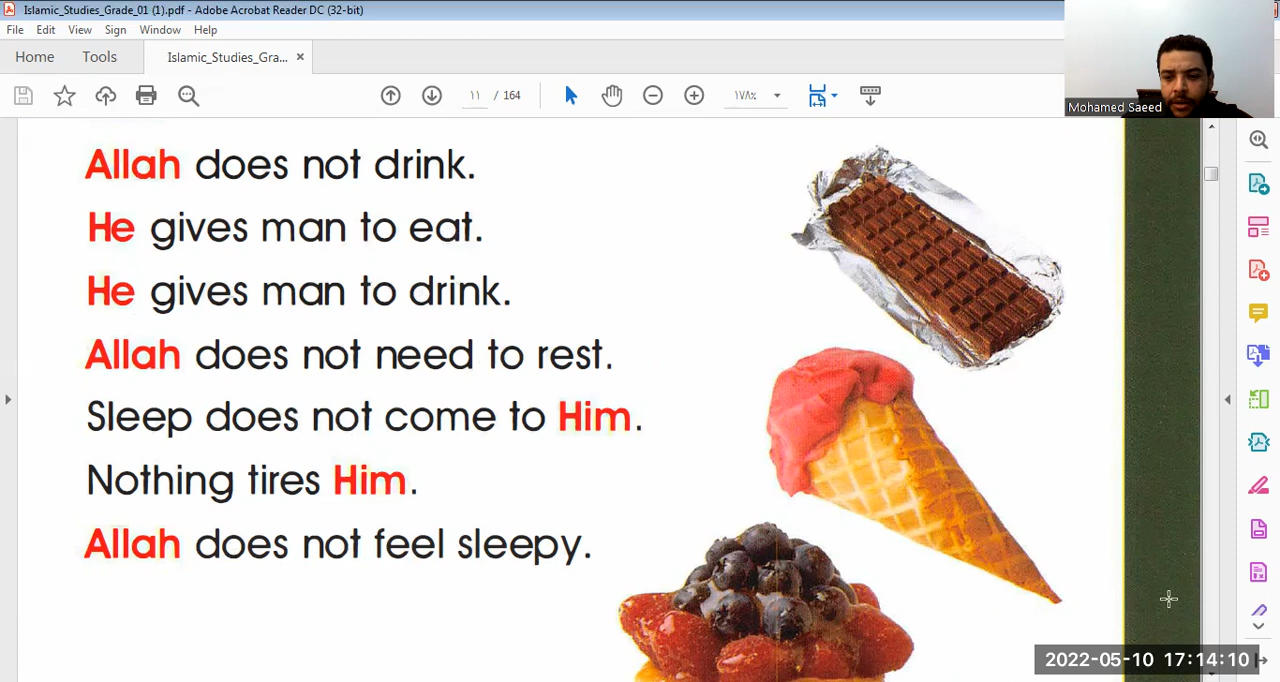 Islamic_Studies_Grade_01 (1).pdf - Adobe Acrobat Reader DC (32-bit)
File Edit View Sign Window Help
Home Tools Islamic_Studies_Gra... ×
١١ / 164 ١٧٨%
Mohamed Saeed
Allah does not drink.
He gives man to eat.
He gives man to drink.
Allah does not need to rest.
Sleep does not come to Him.
Nothing tires Him.
Allah does not feel sleepy.
2022-05-10 17:14:10